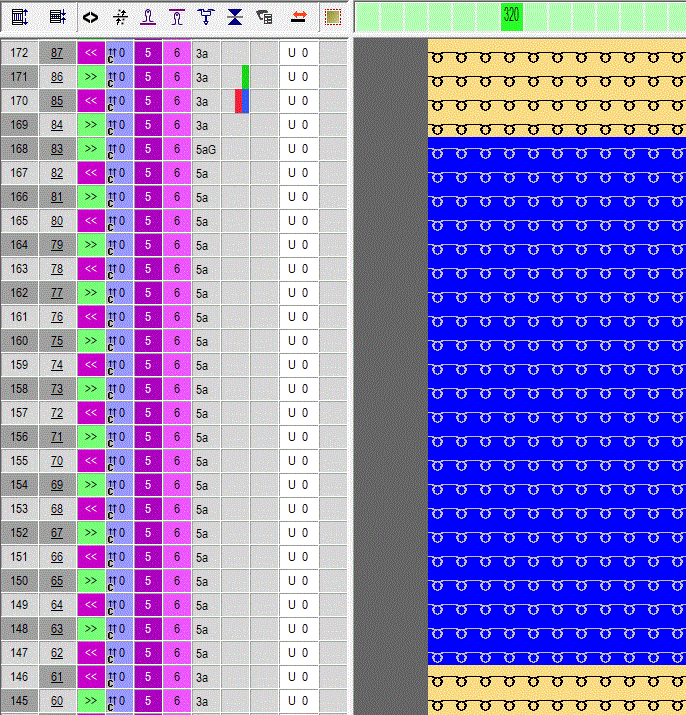 <> 320
172 87 << C 0 5 6 3a U 0
171 86 >> C 0 5 6 3a U 0
170 85 << C 0 5 6 3a U 0
169 84 >> C 0 5 6 3a U 0
168 83 >> C 0 5 6 5aG U 0
167 82 << C 0 5 6 5a U 0
166 81 >> C 0 5 6 5a U 0
165 80 << C 0 5 6 5a U 0
164 79 >> C 0 5 6 5a U 0
163 78 << C 0 5 6 5a U 0
162 77 >> C 0 5 6 5a U 0
161 76 << C 0 5 6 5a U 0
160 75 >> C 0 5 6 5a U 0
159 74 << C 0 5 6 5a U 0
158 73 >> C 0 5 6 5a U 0
157 72 << C 0 5 6 5a U 0
156 71 >> C 0 5 6 5a U 0
155 70 << C 0 5 6 5a U 0
154 69 >> C 0 5 6 5a U 0
153 68 << C 0 5 6 5a U 0
152 67 >> C 0 5 6 5a U 0
151 66 << C 0 5 6 5a U 0
150 65 >> C 0 5 6 5a U 0
149 64 << C 0 5 6 5a U 0
148 63 >> C 0 5 6 5a U 0
147 62 << C 0 5 6 5a U 0
146 61 << C 0 5 6 3a U 0
145 60 >> C 0 5 6 3a U 0